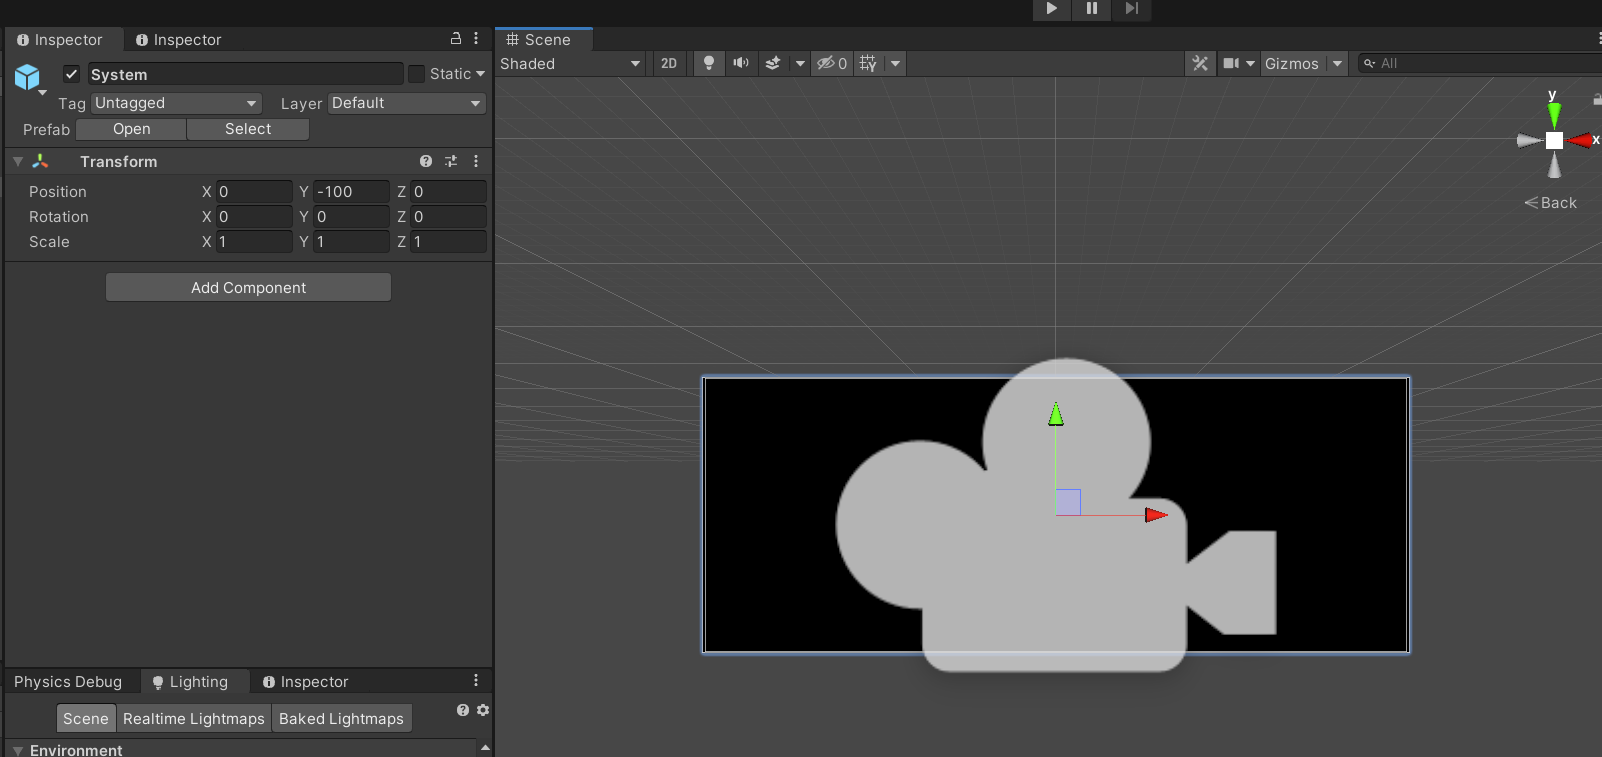 Inspector
Inspector
System
Static
Tag Untagged
Layer Default
Prefab Open Select
Transform
Position X 0 Y -100 Z 0
Rotation X 0 Y 0 Z 0
Scale X 1 Y 1 Z 1
Add Component
Physics Debug Lighting Inspector
Scene Realtime Lightmaps Baked Lightmaps
Environment
Scene
Shaded 2D 0 Gizmos All
y
x
Back